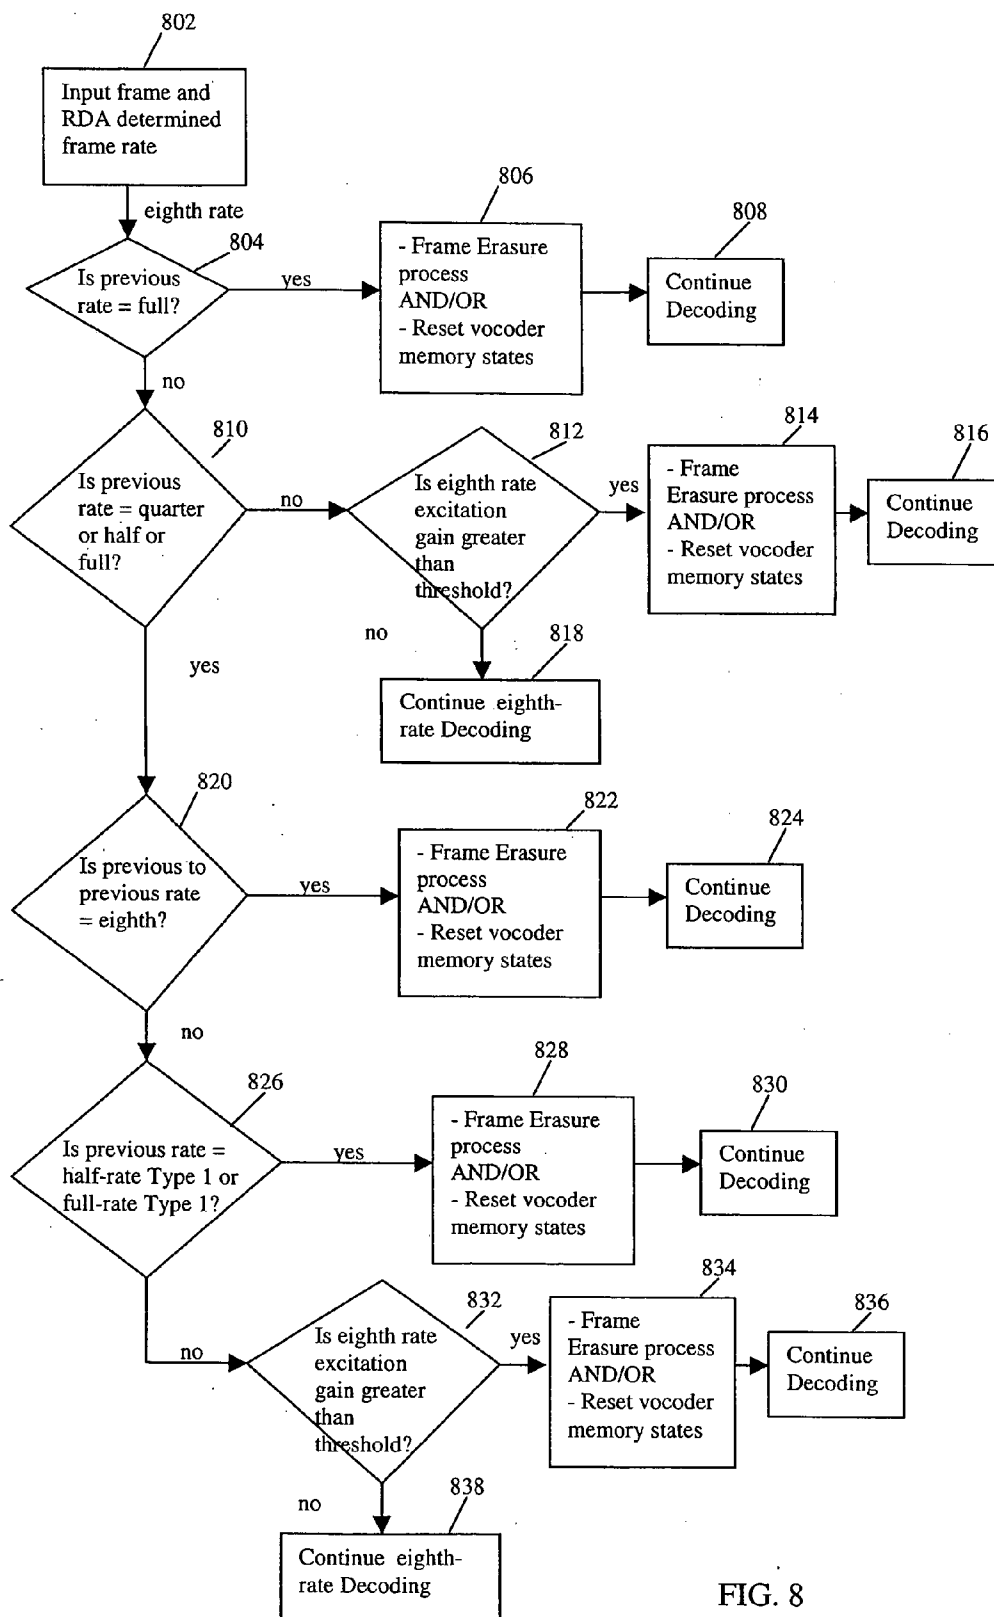 802
Input frame and
RDA determined
frame rate
eighth rate
804
Is previous
rate = full?
yes
806
- Frame Erasure
process
AND/OR
- Reset vocoder
memory states
808
Continue
Decoding
no
810
Is previous
rate = quarter
or half or
full?
no
812
Is eighth rate
excitation
gain greater
than
threshold?
yes
814
- Frame
Erasure process
AND/OR
- Reset vocoder
memory states
816
Continue
Decoding
no
818
Continue eighth-
rate Decoding
yes
820
Is previous to
previous rate
= eighth?
yes
822
- Frame Erasure
process
AND/OR
- Reset vocoder
memory states
824
Continue
Decoding
no
826
Is previous rate =
half-rate Type 1 or
full-rate Type 1?
yes
828
- Frame Erasure
process
AND/OR
- Reset vocoder
memory states
830
Continue
Decoding
no
832
Is eighth rate
excitation
gain greater
than
threshold?
yes
834
- Frame
Erasure process
AND/OR
- Reset vocoder
memory states
836
Continue
Decoding
no
838
Continue eighth-
rate Decoding
FIG. 8